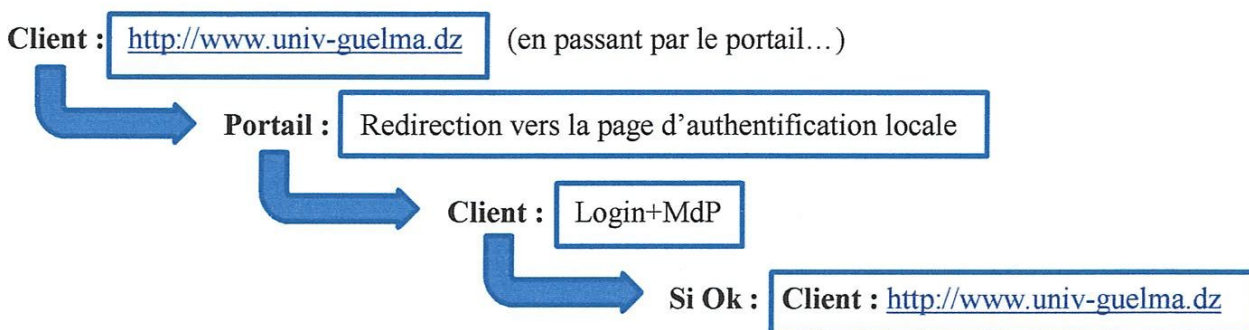 Client : http://www.univ-guelma.dz (en passant par le portail…)
Portail : Redirection vers la page d’authentification locale
Client : Login+MdP
Si Ok : Client : http://www.univ-guelma.dz